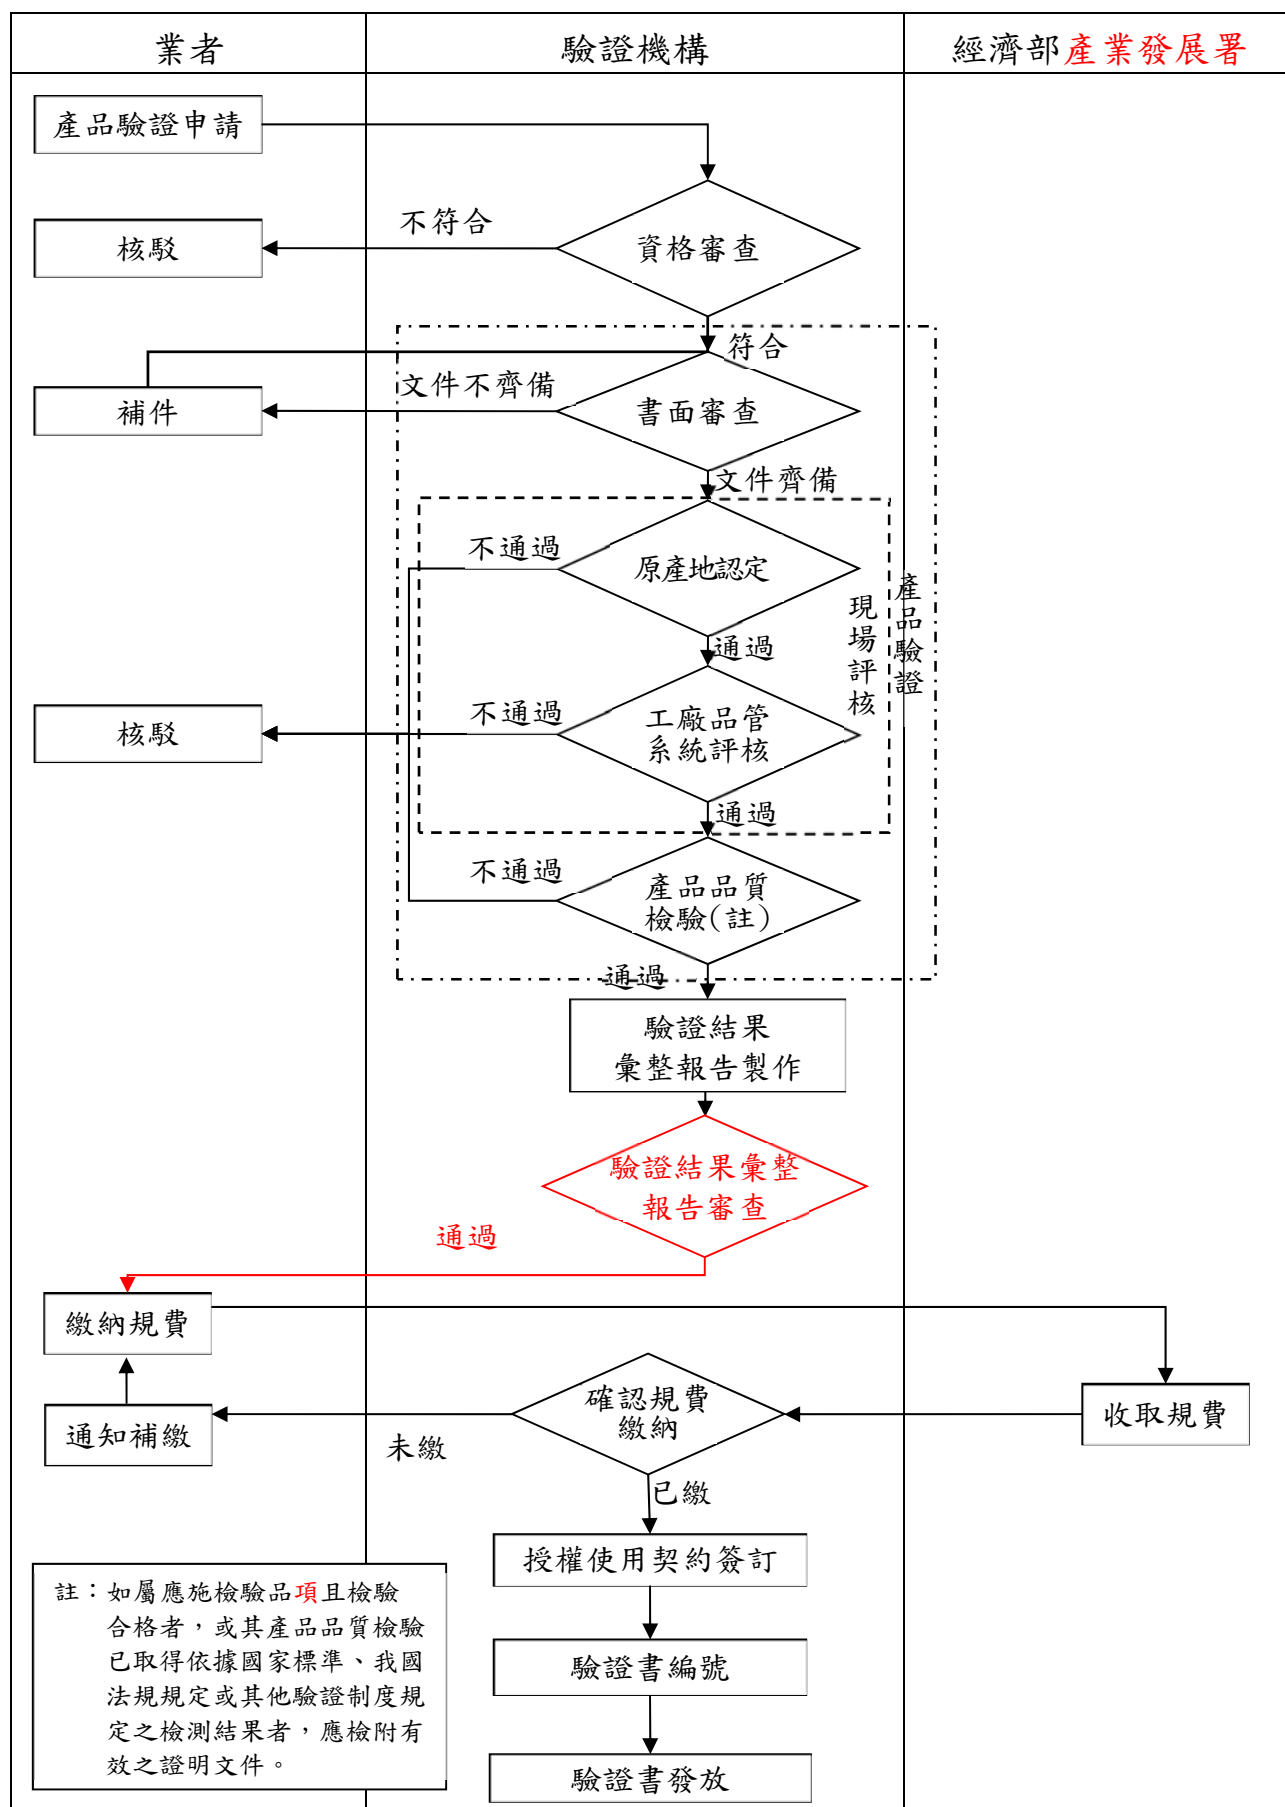 業者
驗證機構
經濟部產業發展署
產品驗證申請
不符合
核駁
資格審查
符合
文件不齊備
補件
書面審查
文件齊備
不通過
原產地認定
產品驗證
現場評核
通過
不通過
工廠品管
系統評核
核駁
通過
不通過
產品品質
檢驗(註)
通過
驗證結果
彙整報告製作
驗證結果彙整
報告審查
通過
繳納規費
確認規費
繳納
收取規費
通知補繳
未繳
已繳
授權使用契約簽訂
註：如屬應施檢驗品項且檢驗
合格者，或其產品品質檢驗
已取得依據國家標準、我國
法規規定或其他驗證制度規
定之檢測結果者，應檢附有
效之證明文件。
驗證書編號
驗證書發放